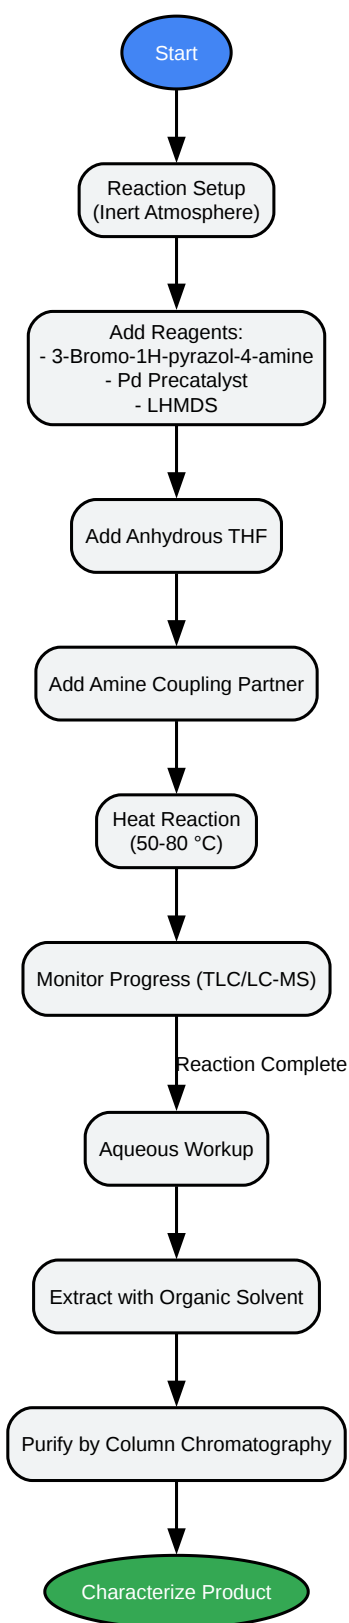 Start
Reaction Setup
(Inert Atmosphere)
Add Reagents:
- 3-Bromo-1H-pyrazol-4-amine
- Pd Precatalyst
- LHMDS
Add Anhydrous THF
Add Amine Coupling Partner
Heat Reaction
(50-80 °C)
Monitor Progress (TLC/LC-MS)
Reaction Complete
Aqueous Workup
Extract with Organic Solvent
Purify by Column Chromatography
Characterize Product